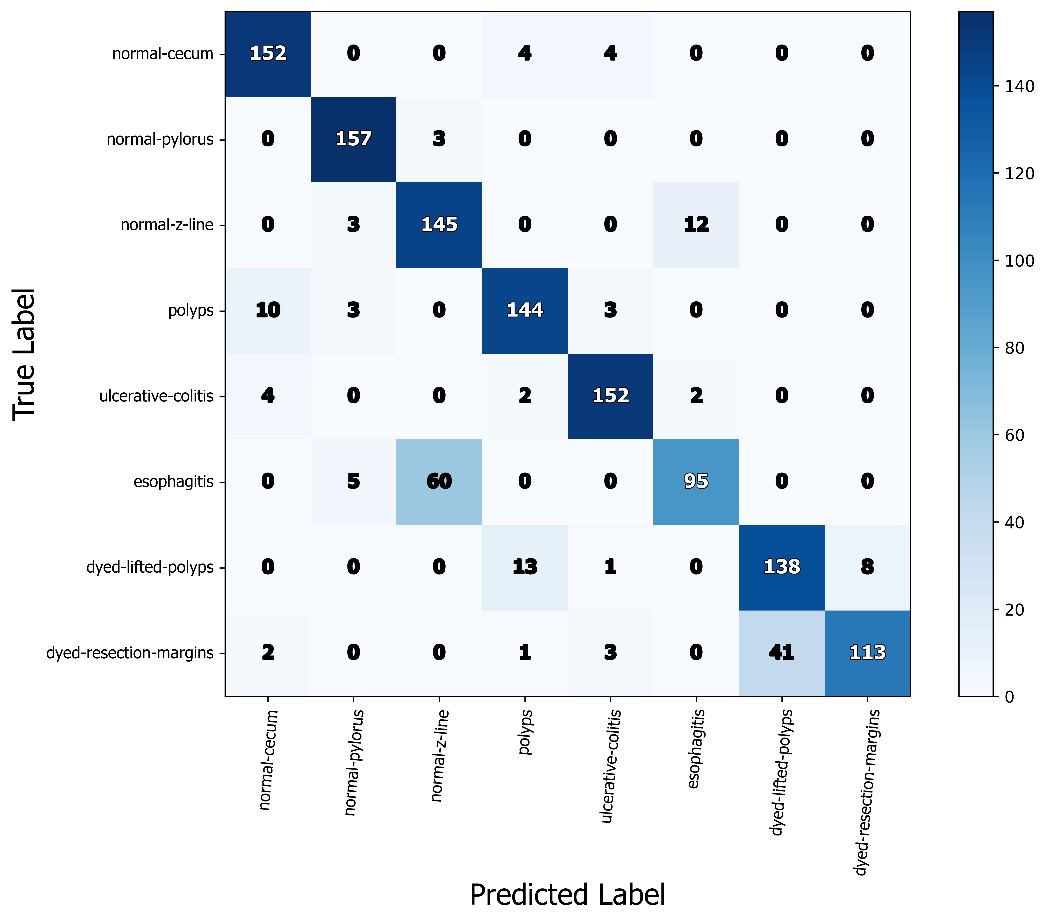 normal-cecum 152 0 0 4 4 0 0 0
normal-pylorus 0 157 3 0 0 0 0 0
normal-z-line 0 3 145 0 0 12 0 0
polyps 10 3 0 144 3 0 0 0
ulcerative-colitis 4 0 0 2 152 2 0 0
esophagitis 0 5 60 0 0 95 0 0
dyed-lifted-polyps 0 0 0 13 1 0 138 8
dyed-resection-margins 2 0 0 1 3 0 41 113
True Label
normal-cecum
normal-pylorus
normal-z-line
polyps
ulcerative-colitis
esophagitis
dyed-lifted-polyps
dyed-resection-margins
Predicted Label
140
120
100
80
60
40
20
0